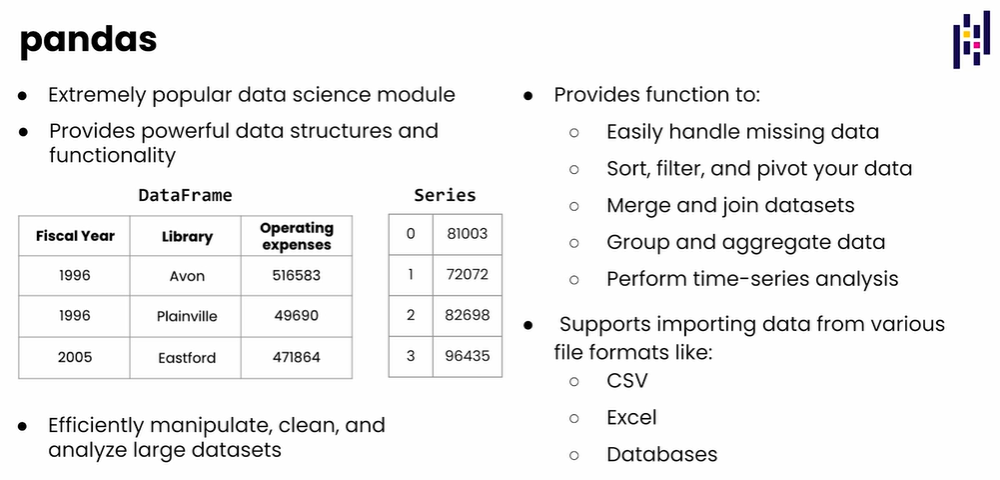 pandas
● Extremely popular data science module
● Provides powerful data structures and
functionality
DataFrame
Fiscal Year Library Operating
expenses
1996 Avon 516583
1996 Plainville 49690
2005 Eastford 471864
Series
0 81003
1 72072
2 82698
3 96435
● Efficiently manipulate, clean, and
analyze large datasets
● Provides function to:
○ Easily handle missing data
○ Sort, filter, and pivot your data
○ Merge and join datasets
○ Group and aggregate data
○ Perform time-series analysis
● Supports importing data from various
file formats like:
○ CSV
○ Excel
○ Databases